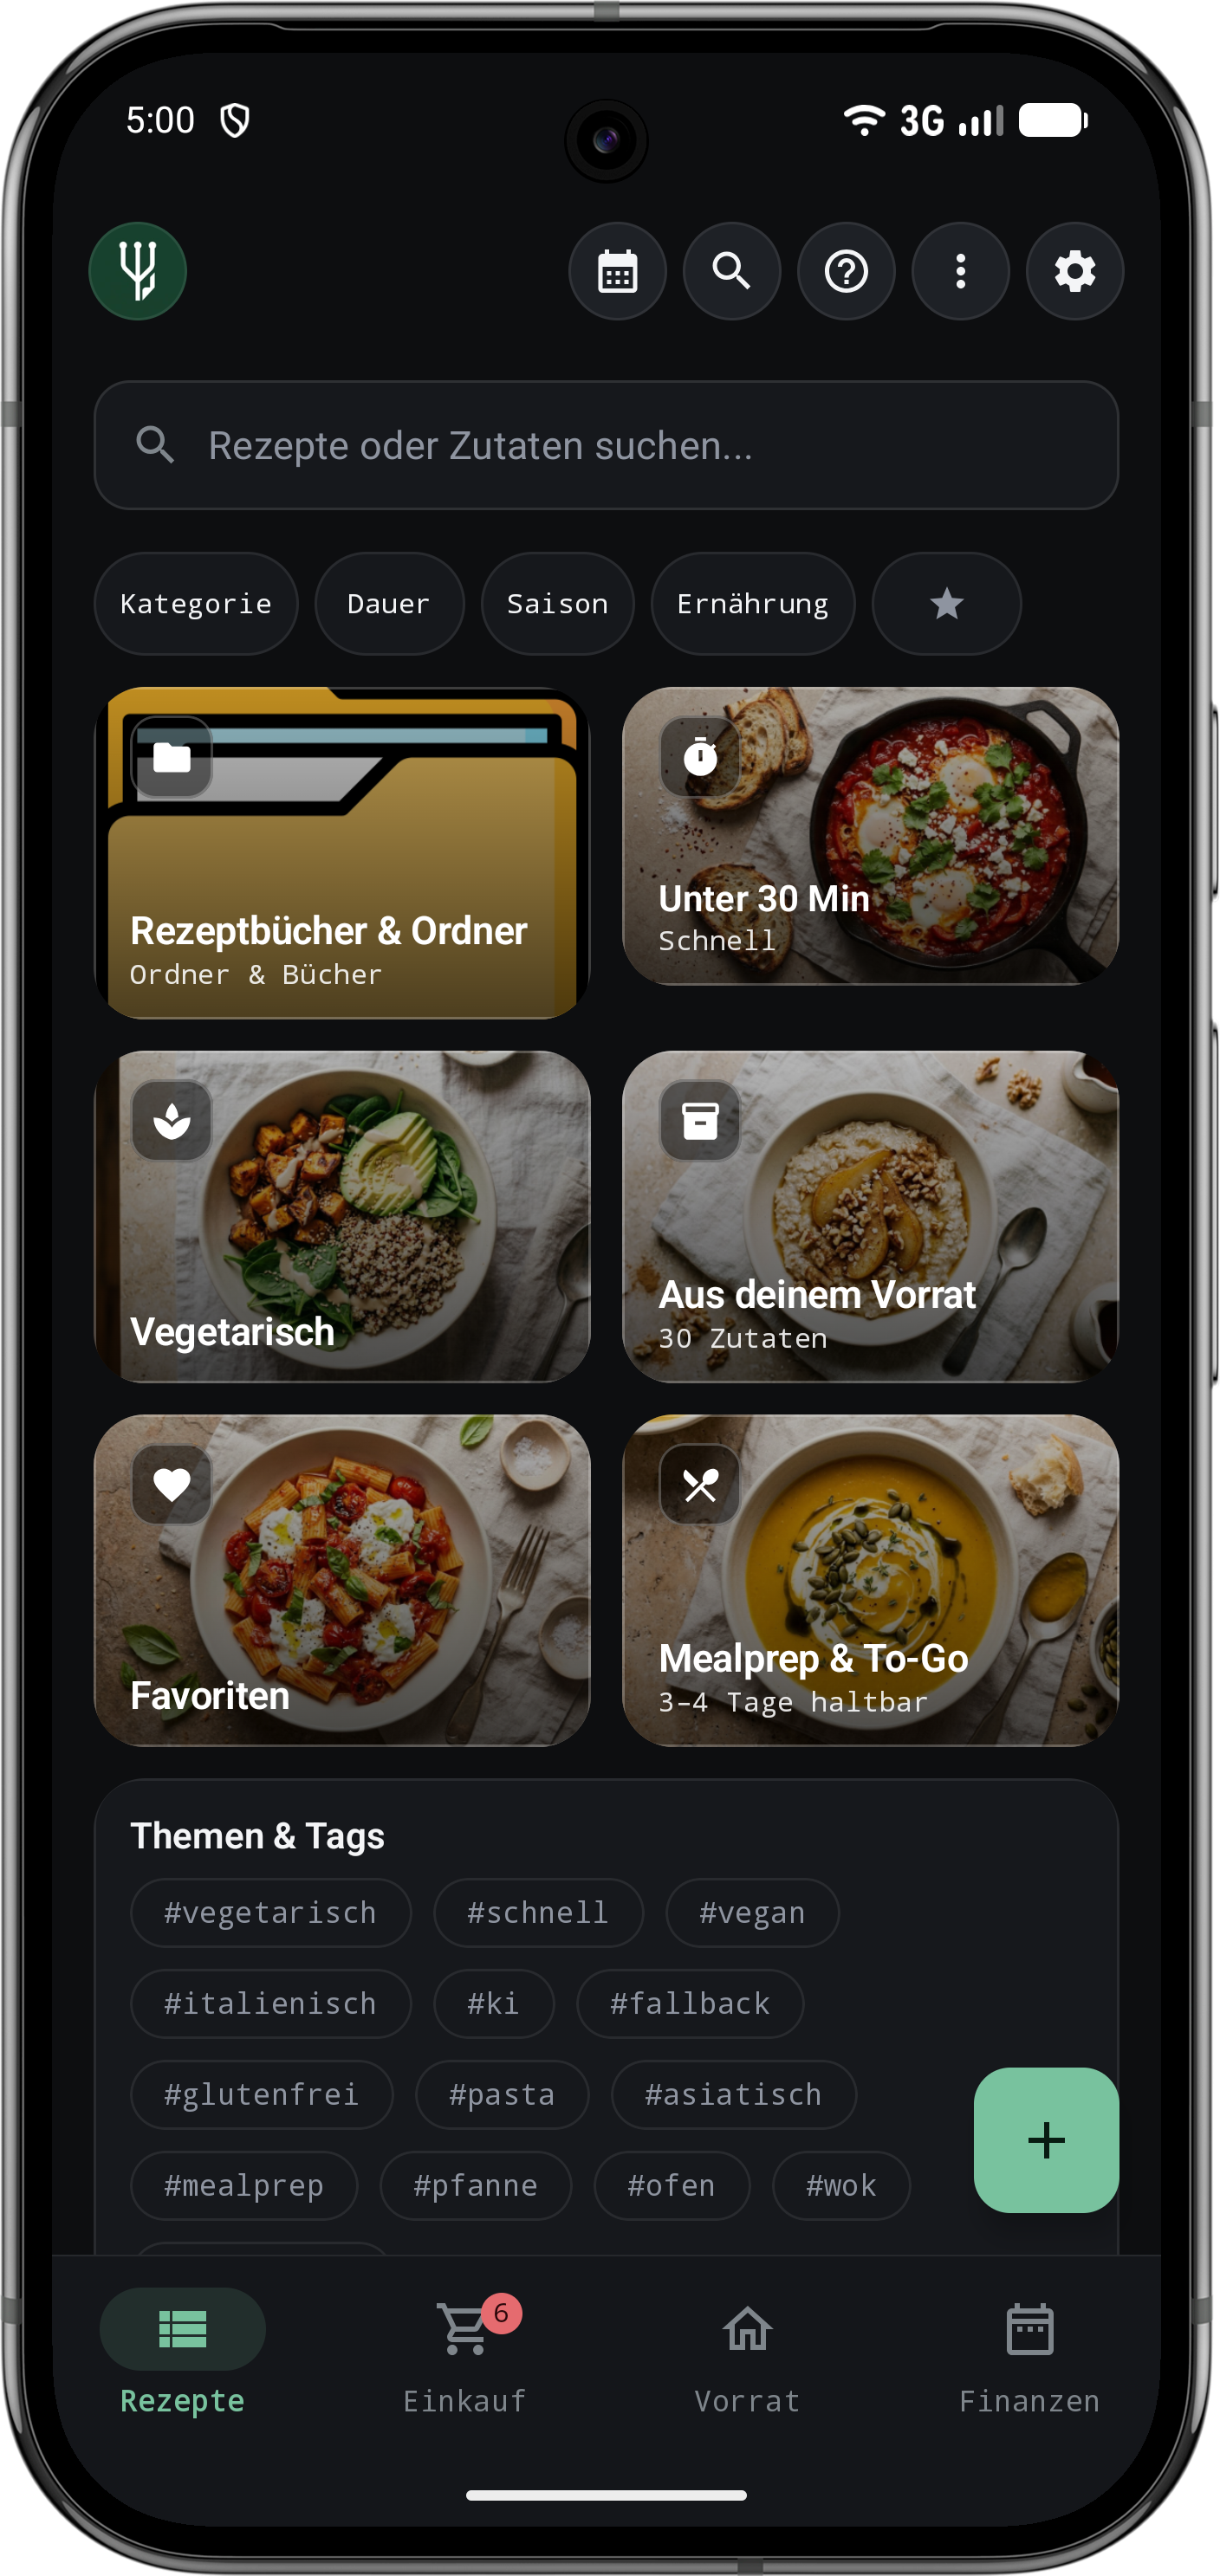 5:00
3G
Rezepte oder Zutaten suchen...
Kategorie
Dauer
Saison
Ernährung
Rezeptbücher & Ordner
Ordner & Bücher
Unter 30 Min
Schnell
Vegetarisch
Aus deinem Vorrat
30 Zutaten
Favoriten
Mealprep & To-Go
3–4 Tage haltbar
Themen & Tags
#vegetarisch
#schnell
#vegan
#italienisch
#ki
#fallback
#glutenfrei
#pasta
#asiatisch
#mealprep
#pfanne
#ofen
#wok
6
Rezepte
Einkauf
Vorrat
Finanzen